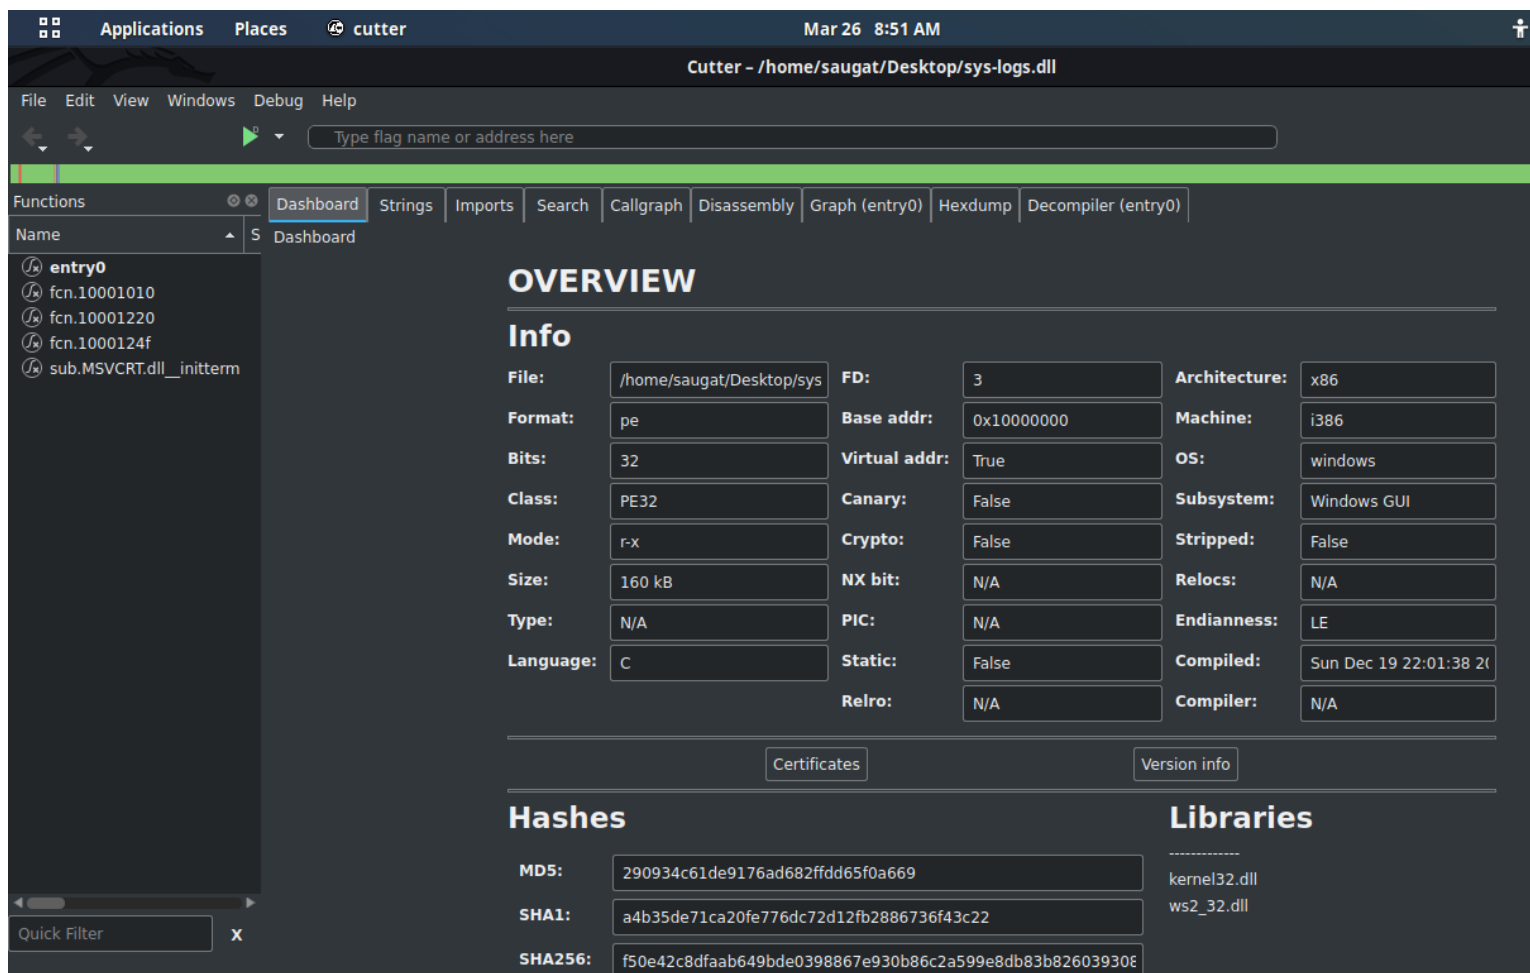 Applications Places cutter Mar 26 8:51 AM
Cutter – /home/saugat/Desktop/sys-logs.dll
File Edit View Windows Debug Help
Type flag name or address here
Functions
Name S
entry0
fcn.10001010
fcn.10001220
fcn.1000124f
sub.MSVCRT.dll__initterm
Quick Filter X
Dashboard Strings Imports Search Callgraph Disassembly Graph (entry0) Hexdump Decompiler (entry0)
Dashboard
OVERVIEW
Info
File: /home/saugat/Desktop/sys FD: 3 Architecture: x86
Format: pe Base addr: 0x10000000 Machine: i386
Bits: 32 Virtual addr: True OS: windows
Class: PE32 Canary: False Subsystem: Windows GUI
Mode: r-x Crypto: False Stripped: False
Size: 160 kB NX bit: N/A Relocs: N/A
Type: N/A PIC: N/A Endianness: LE
Language: C Static: False Compiled: Sun Dec 19 22:01:38
Relro: N/A Compiler: N/A
Certificates Version info
Hashes
MD5: 290934c61de9176ad682ffdd65f0a669
SHA1: a4b35de71ca20fe776dc72d12fb2886736f43c22
SHA256: f50e42c8dfaab649bde0398867e930b86c2a599e8db83b826039308
Libraries
-------------
kernel32.dll
ws2_32.dll